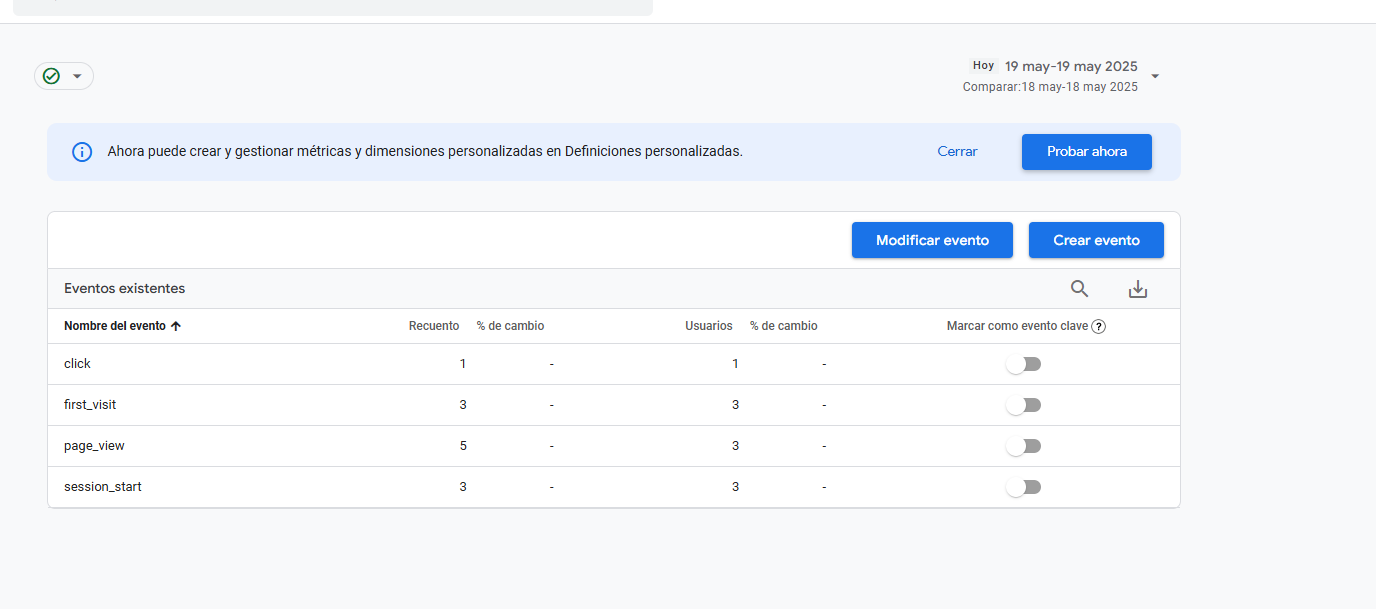 Hoy 19 may-19 may 2025
Comparar:18 may-18 may 2025
Ahora puede crear y gestionar métricas y dimensiones personalizadas en Definiciones personalizadas.
Cerrar
Probar ahora
Modificar evento
Crear evento
Eventos existentes
Nombre del evento Recuento % de cambio Usuarios % de cambio Marcar como evento clave ?
click 1 - 1 -
first_visit 3 - 3 -
page_view 5 - 3 -
session_start 3 - 3 -